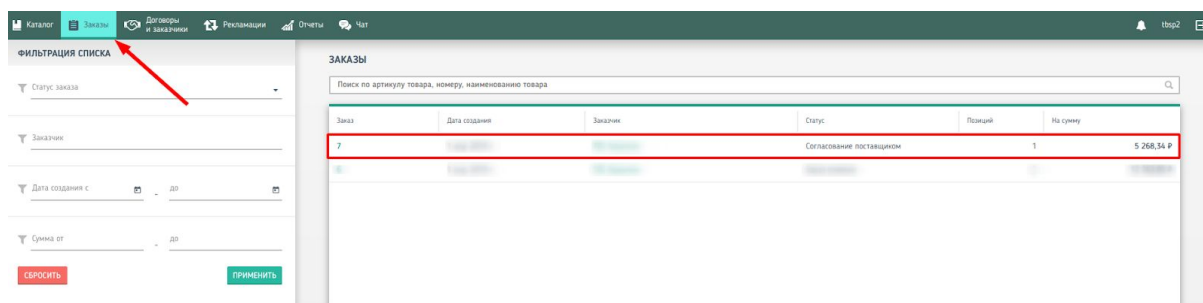 Каталог Заказы Договоры и заказчики Рекламации Отчеты Чат tbsp2
ФИЛЬТРАЦИЯ СПИСКА
Статус заказа
Заказчик
Дата создания с - до
Сумма от - до
СБРОСИТЬ ПРИМЕНИТЬ
ЗАКАЗЫ
Поиск по артикулу товара, номеру, наименованию товара
Заказ Дата создания Заказчик Статус Позиций На сумму
7 Согласование поставщиком 1 5 268,34 ₽